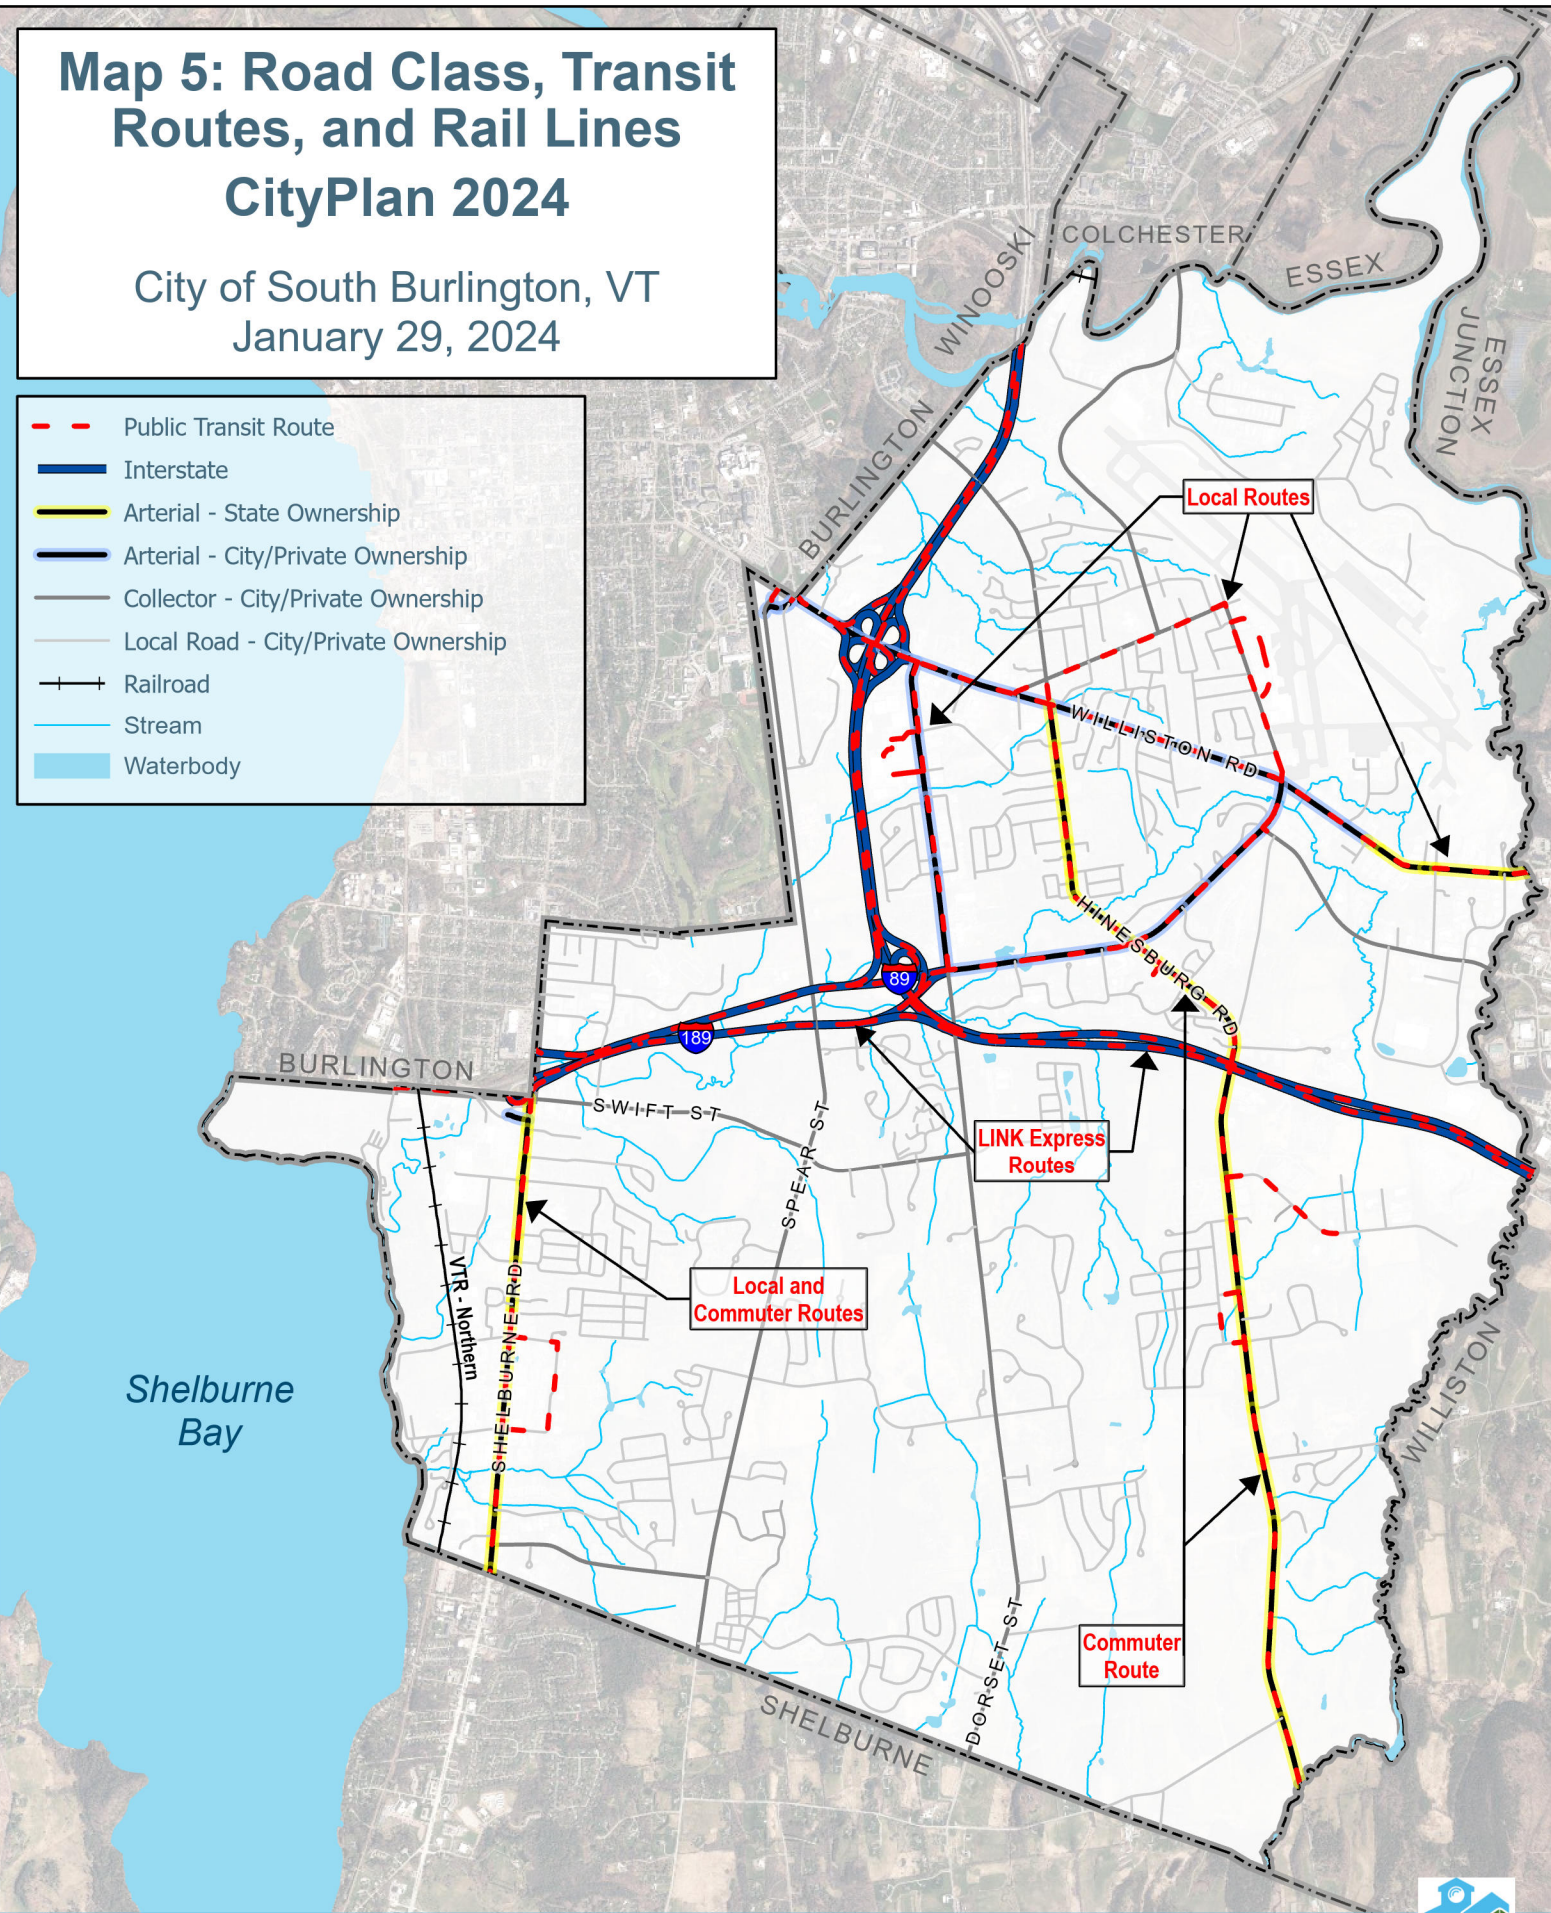 Map 5: Road Class, Transit
Routes, and Rail Lines
CityPlan 2024
City of South Burlington, VT
January 29, 2024
Public Transit Route
Interstate
Arterial - State Ownership
Arterial - City/Private Ownership
Collector - City/Private Ownership
Local Road - City/Private Ownership
Railroad
Stream
Waterbody
COLCHESTER
WINOOSKI
ESSEX
ESSEX
JUNCTION
BURLINGTON
Local Routes
WILLISTON RD
HINESBURG RD
89
189
BURLINGTON
SWIFT ST
SPEAR ST
LINK Express
Routes
VTR - Northern
SHELBURNE RD
Local and
Commuter Routes
Shelburne
Bay
WILLISTON
DORSET ST
Commuter
Route
SHELBURNE